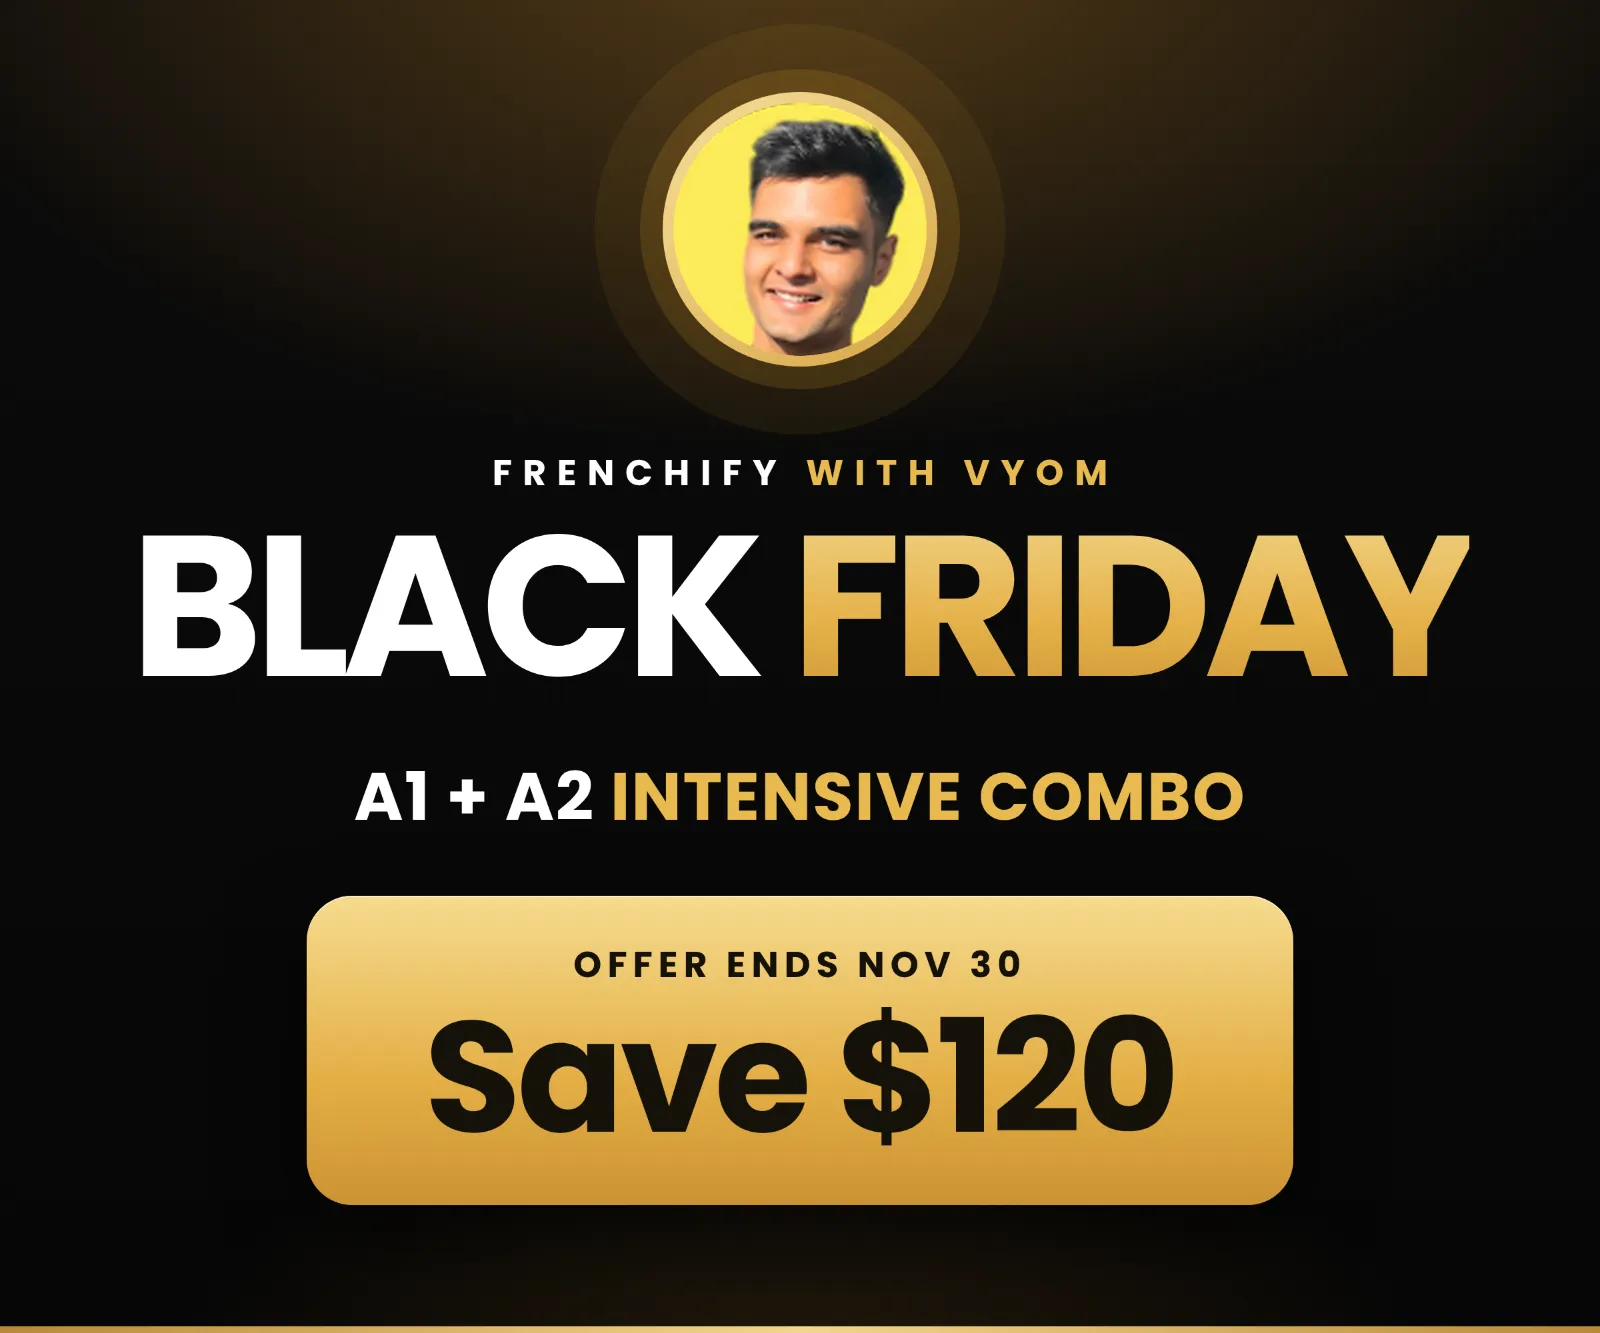 FRENCHIFY WITH VYOM
BLACK FRIDAY
A1 + A2 INTENSIVE COMBO
OFFER ENDS NOV 30
Save $120